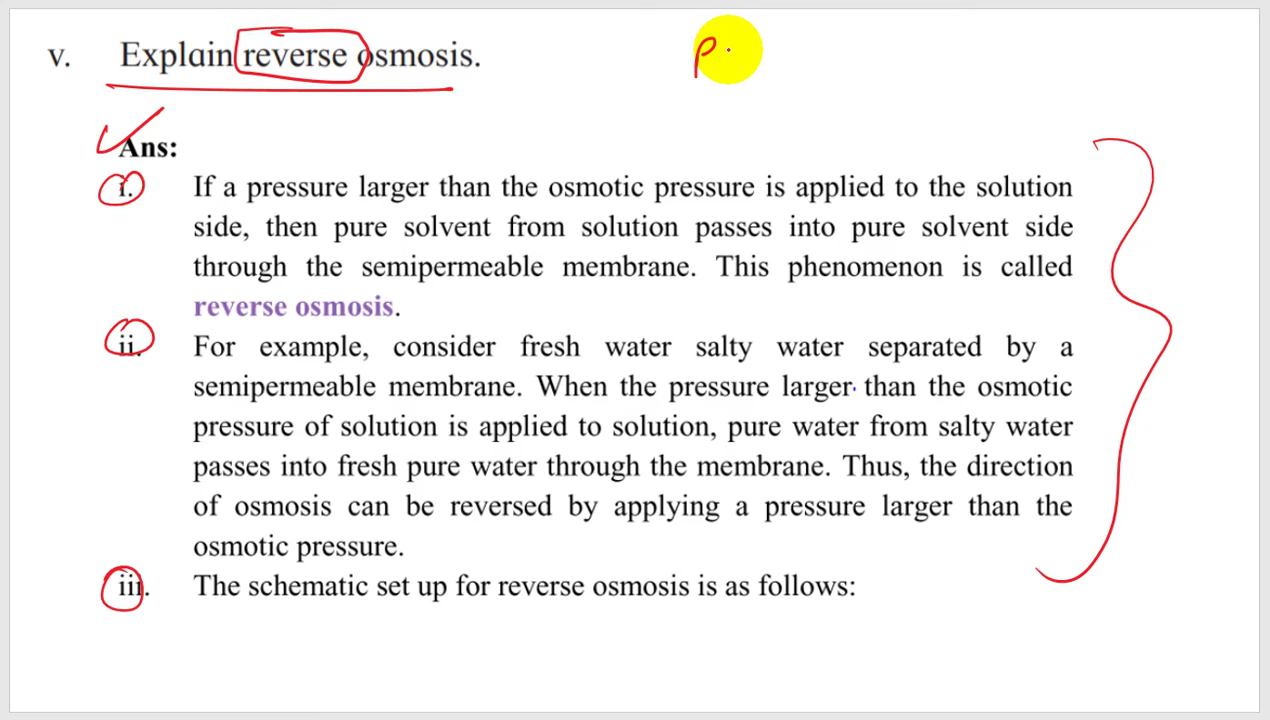 v. Explain reverse osmosis.
P
Ans:
i. If a pressure larger than the osmotic pressure is applied to the solution
side, then pure solvent from solution passes into pure solvent side
through the semipermeable membrane. This phenomenon is called
reverse osmosis.
ii. For example, consider fresh water salty water separated by a
semipermeable membrane. When the pressure larger than the osmotic
pressure of solution is applied to solution, pure water from salty water
passes into fresh pure water through the membrane. Thus, the direction
of osmosis can be reversed by applying a pressure larger than the
osmotic pressure.
iii. The schematic set up for reverse osmosis is as follows: